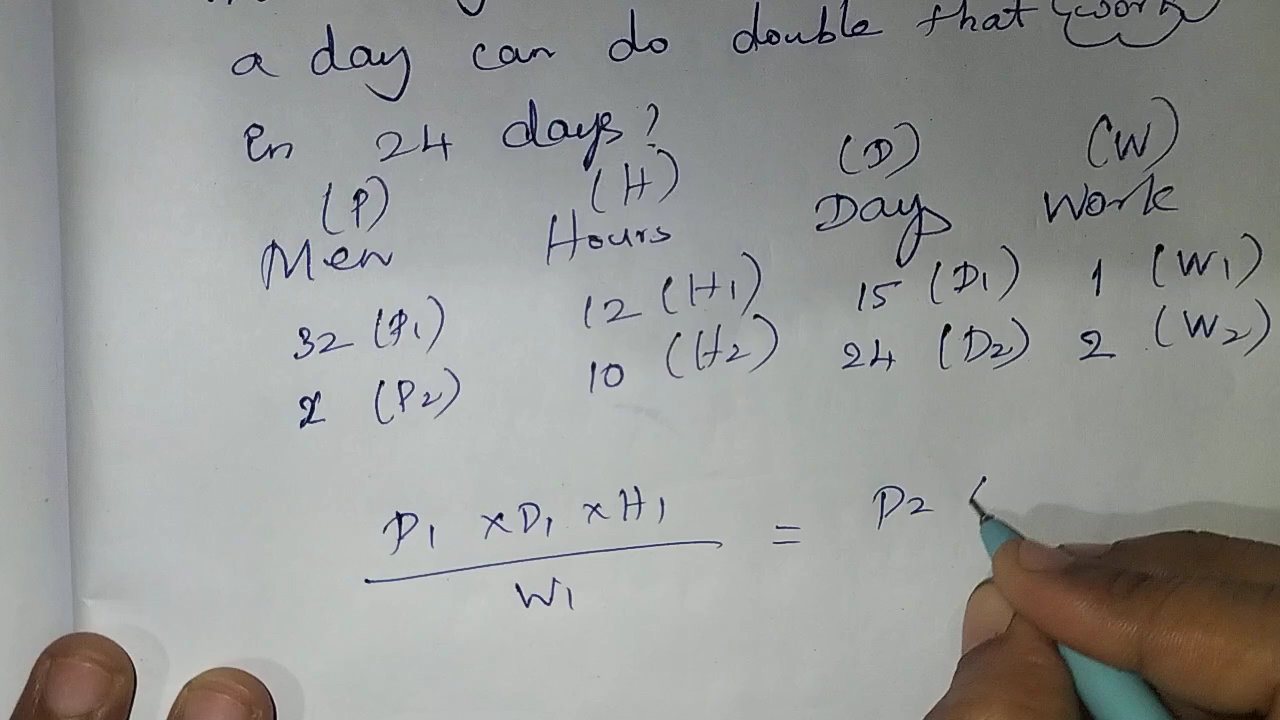 a day can do double that work
in 24 days?
(P) (H) (D) (W)
Men Hours Days Work
32 (P1) 12 (H1) 15 (D1) 1 (W1)
x (P2) 10 (H2) 24 (D2) 2 (W2)
P1 x D1 x H1 = P2
W1